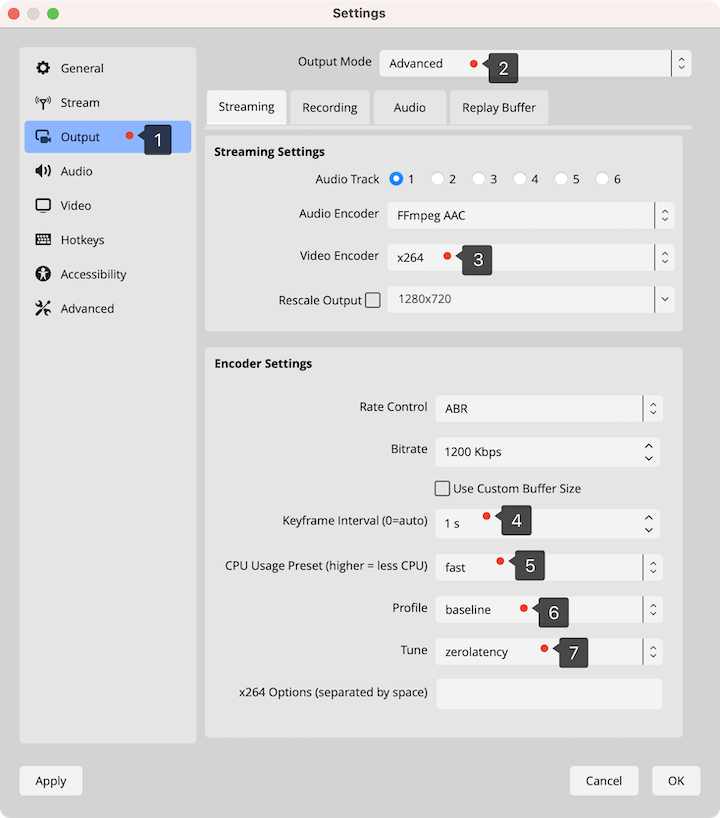 Settings
General
Stream
Output 1
Audio
Video
Hotkeys
Accessibility
Advanced
Output Mode Advanced 2
Streaming Recording Audio Replay Buffer
Streaming Settings
Audio Track 1 2 3 4 5 6
Audio Encoder FFmpeg AAC
Video Encoder x264 3
Rescale Output 1280x720
Encoder Settings
Rate Control ABR
Bitrate 1200 Kbps
Use Custom Buffer Size
Keyframe Interval (0=auto) 1 s 4
CPU Usage Preset (higher = less CPU) fast 5
Profile baseline 6
Tune zerolatency 7
x264 Options (separated by space)
Apply Cancel OK